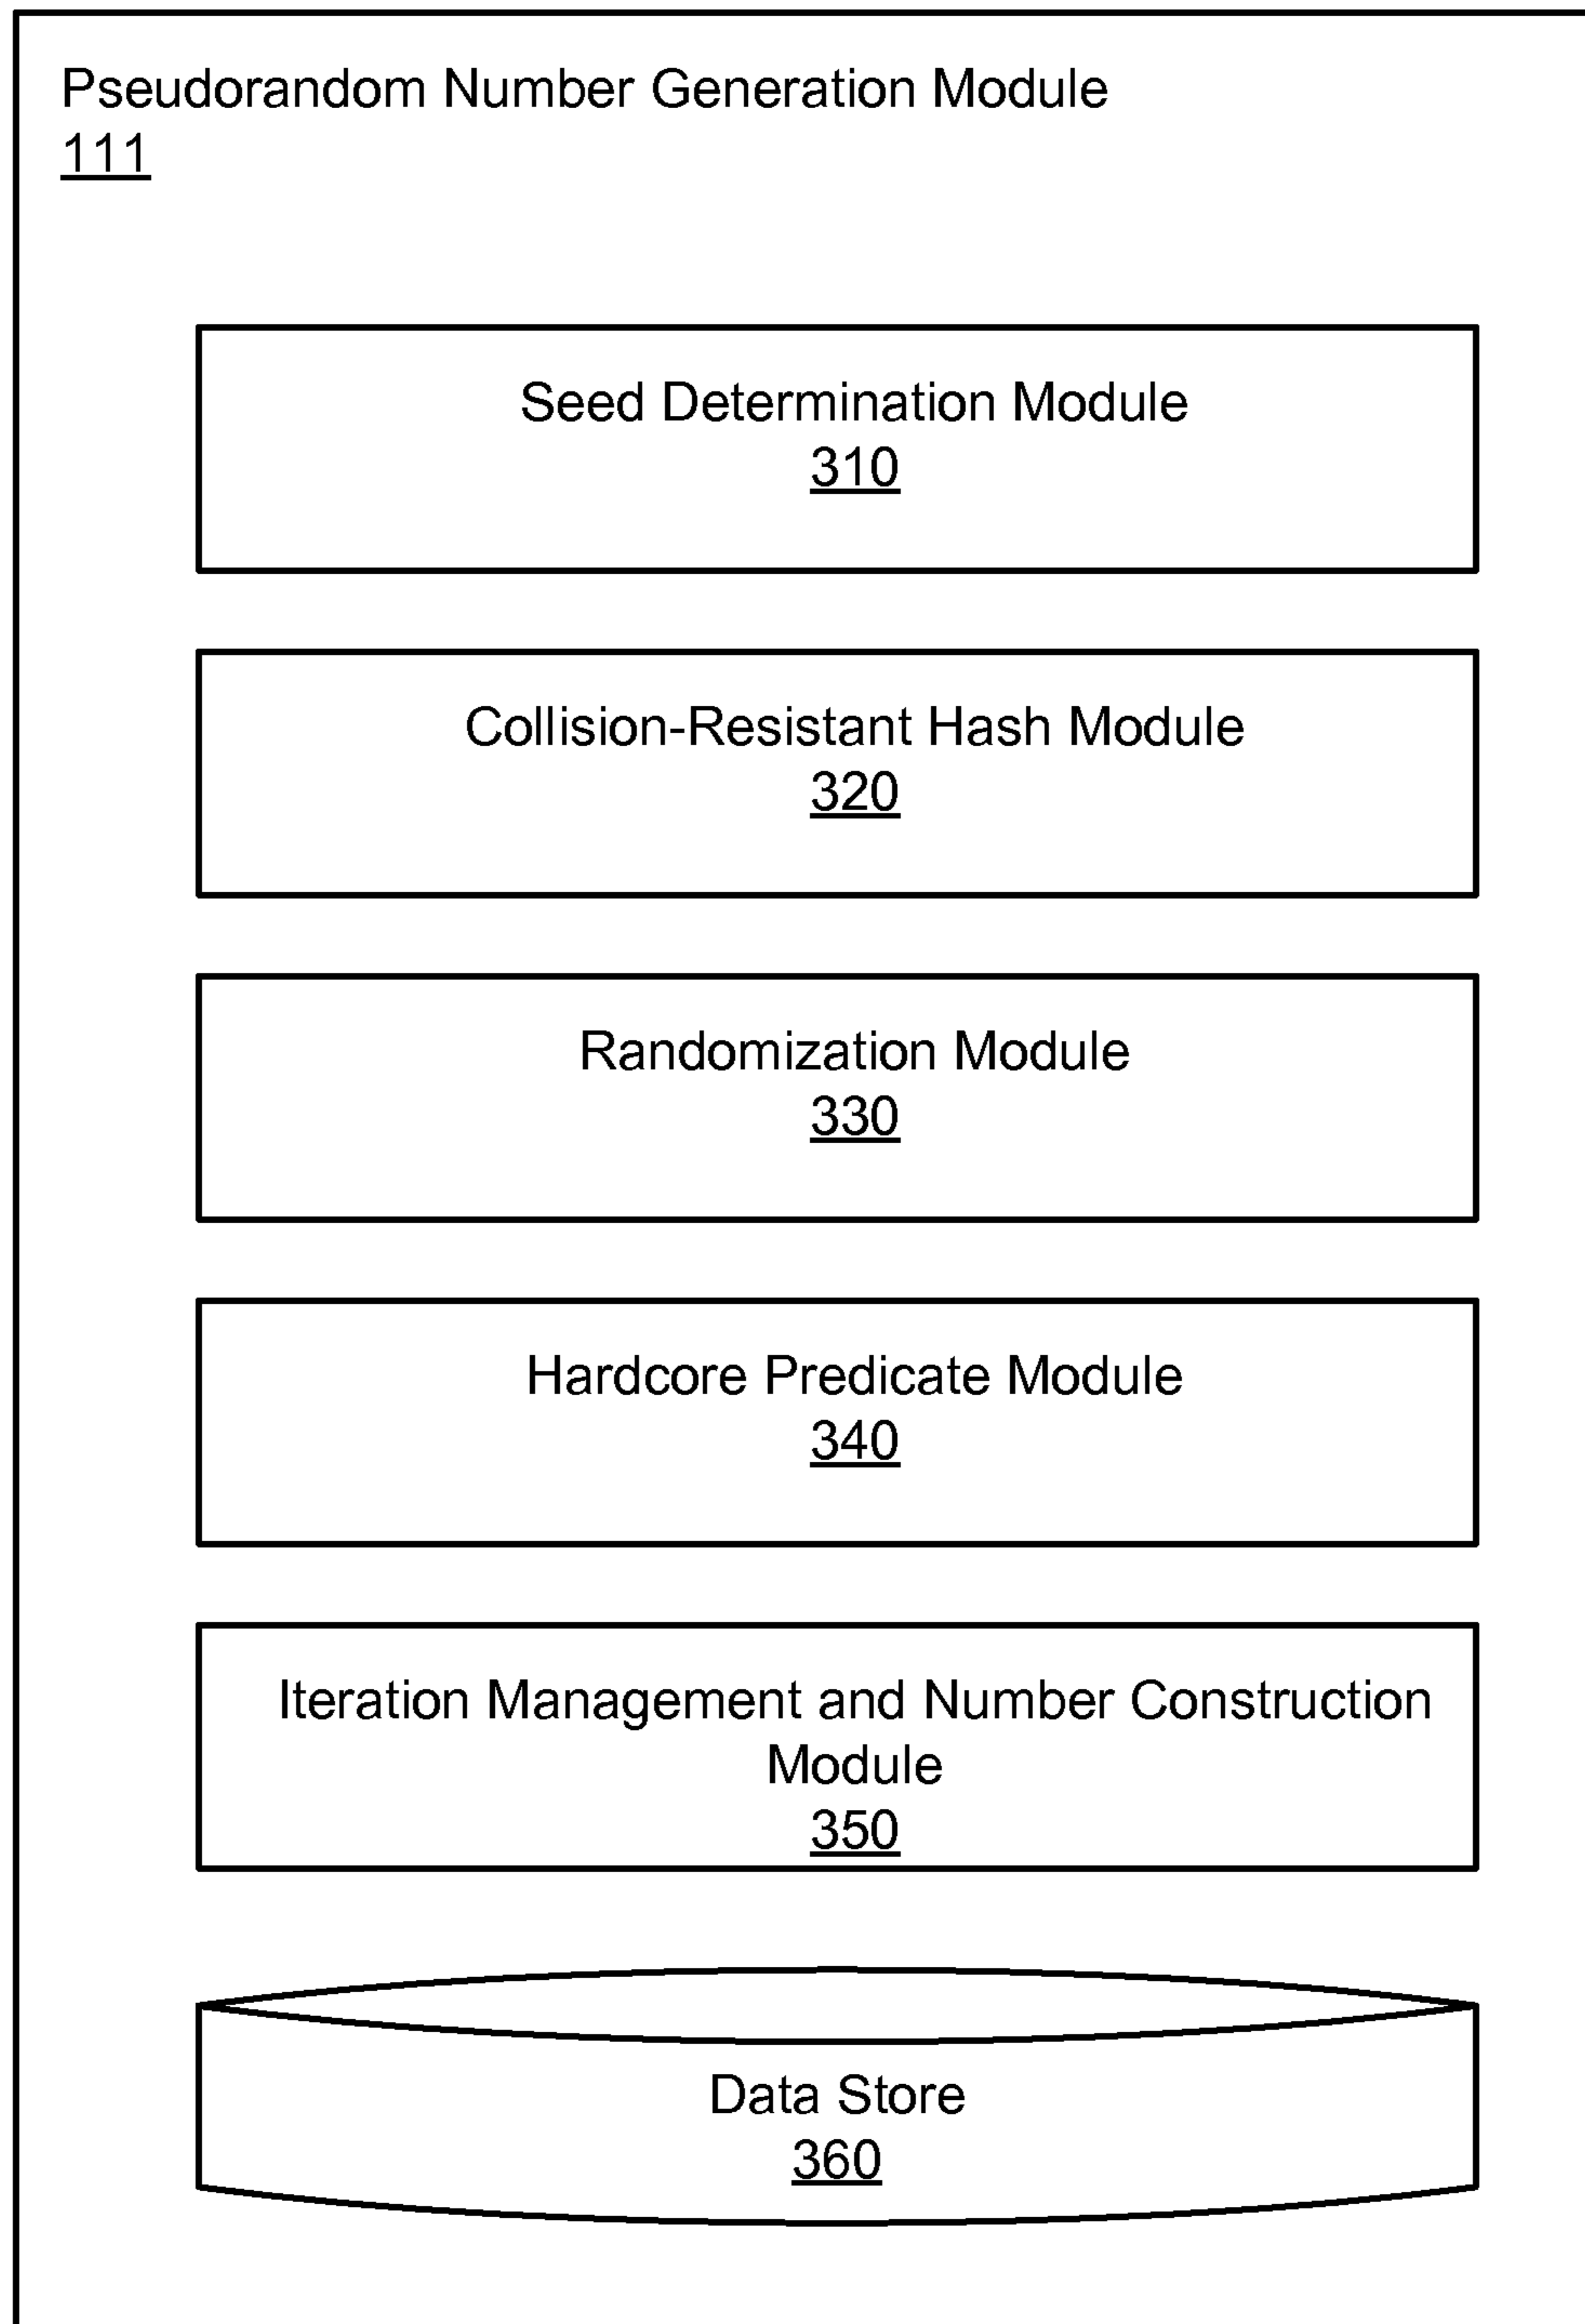 Pseudorandom Number Generation Module
111
Seed Determination Module
310
Collision-Resistant Hash Module
320
Randomization Module
330
Hardcore Predicate Module
340
Iteration Management and Number Construction
Module
350
Data Store
360